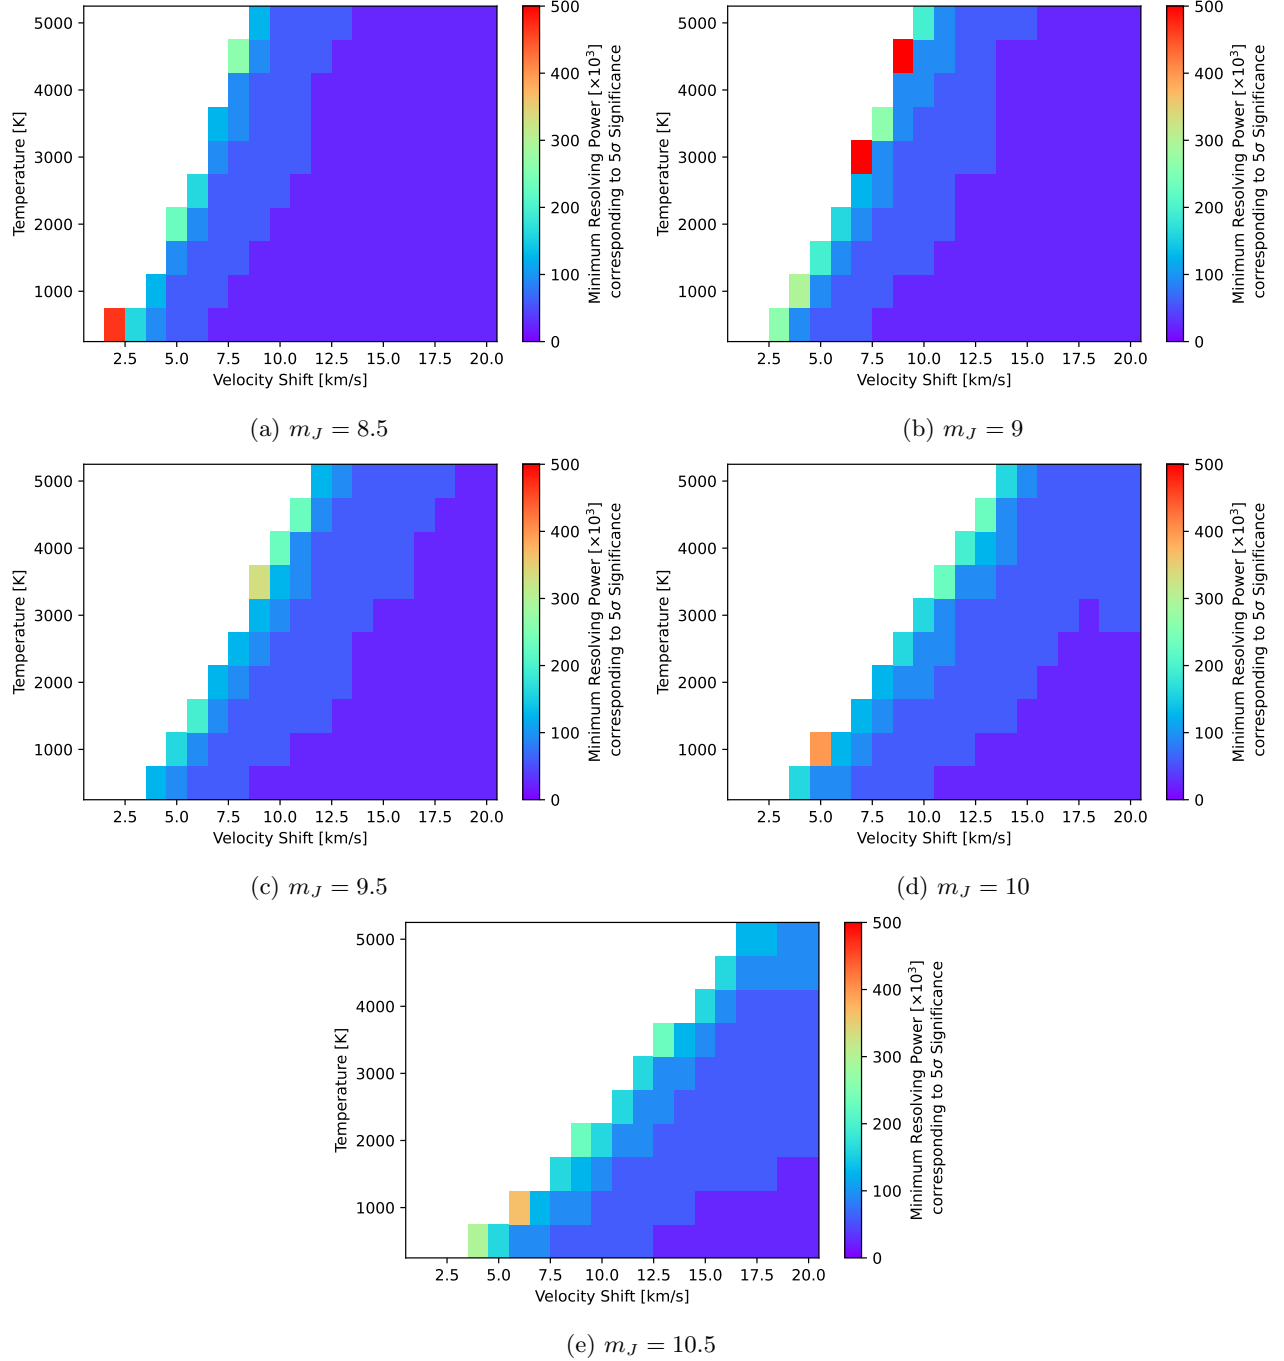 5000
4000
3000
2000
1000
Temperature [K]
2.5 5.0 7.5 10.0 12.5 15.0 17.5 20.0
Velocity Shift [km/s]
500
400
300
200
100
0
Minimum Resolving Power [×10³]
corresponding to 5σ Significance
(a) m_J = 8.5
5000
4000
3000
2000
1000
Temperature [K]
2.5 5.0 7.5 10.0 12.5 15.0 17.5 20.0
Velocity Shift [km/s]
500
400
300
200
100
0
Minimum Resolving Power [×10³]
corresponding to 5σ Significance
(b) m_J = 9
5000
4000
3000
2000
1000
Temperature [K]
2.5 5.0 7.5 10.0 12.5 15.0 17.5 20.0
Velocity Shift [km/s]
500
400
300
200
100
0
Minimum Resolving Power [×10³]
corresponding to 5σ Significance
(c) m_J = 9.5
5000
4000
3000
2000
1000
Temperature [K]
2.5 5.0 7.5 10.0 12.5 15.0 17.5 20.0
Velocity Shift [km/s]
500
400
300
200
100
0
Minimum Resolving Power [×10³]
corresponding to 5σ Significance
(d) m_J = 10
5000
4000
3000
2000
1000
Temperature [K]
2.5 5.0 7.5 10.0 12.5 15.0 17.5 20.0
Velocity Shift [km/s]
500
400
300
200
100
0
Minimum Resolving Power [×10³]
corresponding to 5σ Significance
(e) m_J = 10.5